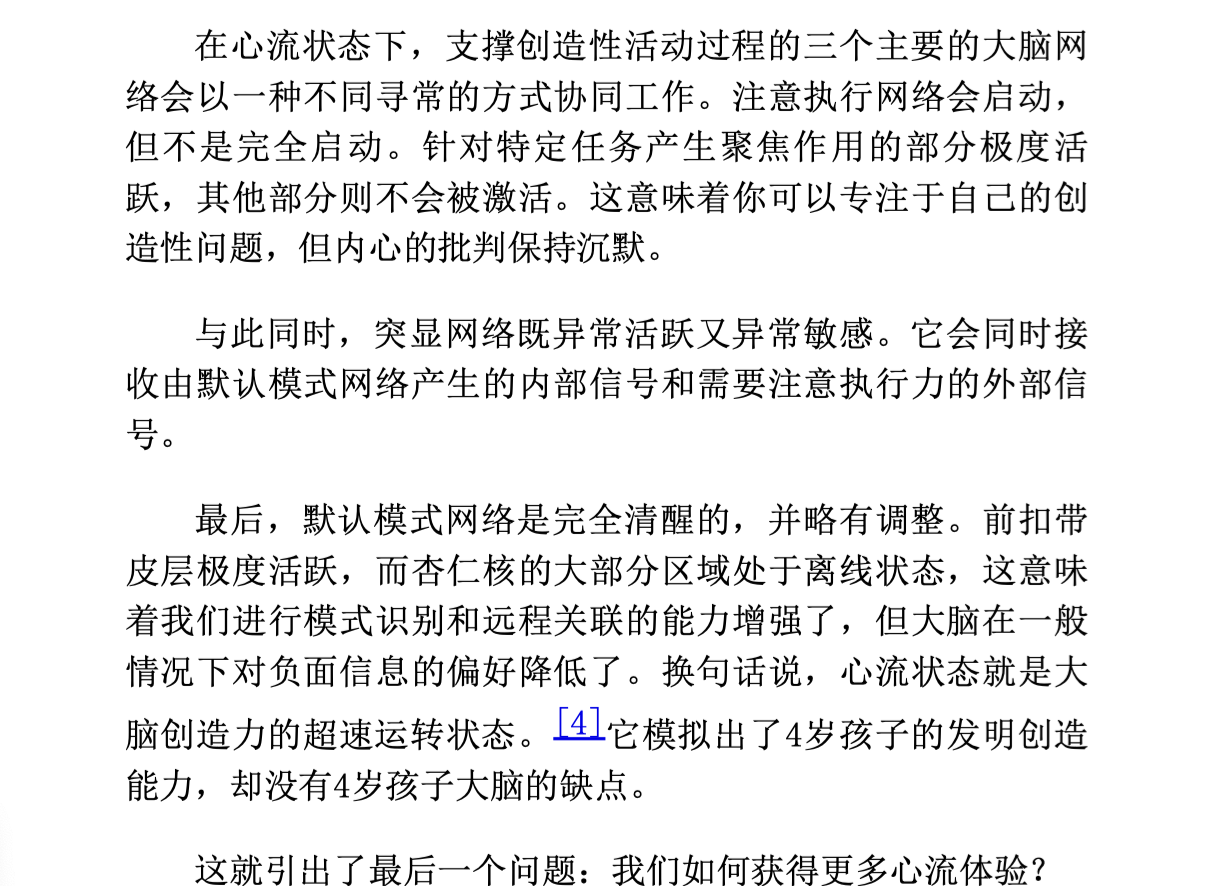 在心流状态下，支撑创造性活动过程的三个主要的大脑网
络会以一种不同寻常的方式协同工作。注意执行网络会启动，
但不是完全启动。针对特定任务产生聚焦作用的部分极度活
跃，其他部分则不会被激活。这意味着你可以专注于自己的创
造性问题，但内心的批判保持沉默。
与此同时，突显网络既异常活跃又异常敏感。它会同时接
收由默认模式网络产生的内部信号和需要注意执行力的外部信
号。
最后，默认模式网络是完全清醒的，并略有调整。前扣带
皮层极度活跃，而杏仁核的大部分区域处于离线状态，这意味
着我们进行模式识别和远程关联的能力增强了，但大脑在一般
情况下对负面信息的偏好降低了。换句话说，心流状态就是大
脑创造力的超速运转状态。[4]它模拟出了4岁孩子的发明创造
能力，却没有4岁孩子大脑的缺点。
这就引出了最后一个问题：我们如何获得更多心流体验？